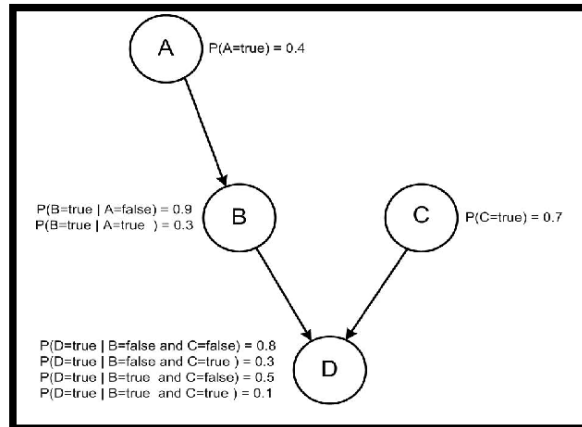 A
P(A=true) = 0.4
P(B=true | A=false) = 0.9
P(B=true | A=true ) = 0.3
B
C
P(C=true) = 0.7
P(D=true | B=false and C=false) = 0.8
P(D=true | B=false and C=true ) = 0.3
P(D=true | B=true  and C=false) = 0.5
P(D=true | B=true  and C=true ) = 0.1
D